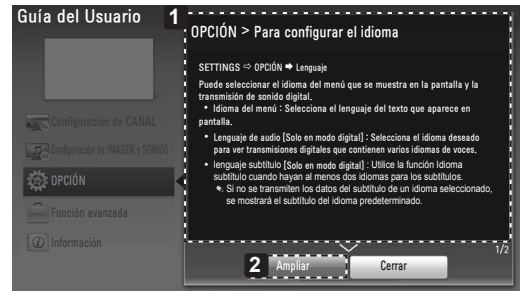 Guía del Usuario
1
OPCIÓN > Para configurar el idioma
SETTINGS ⇨ OPCIÓN ➡ Lenguaje
Puede seleccionar el idioma del menú que se muestra en la pantalla y la
transmisión de sonido digital.
• Idioma del menú : Selecciona el lenguaje del texto que aparece en
pantalla.
• Lenguaje de audio [Solo en modo digital] : Selecciona el idioma deseado
para ver transmisiones digitales que contienen varios idiomas de voces.
• lenguaje subtítulo [Solo en modo digital] : Utilice la función Idioma
subtítulo cuando hayan al menos dos idiomas para los subtítulos.
Si no se transmiten los datos del subtítulo de un idioma seleccionado,
se mostrará el subtítulo del idioma predeterminado.
Configuración de CANAL
Configuración de IMAGEN y SONIDO
OPCIÓN
Función avanzada
Información
1/2
2
Ampliar
Cerrar